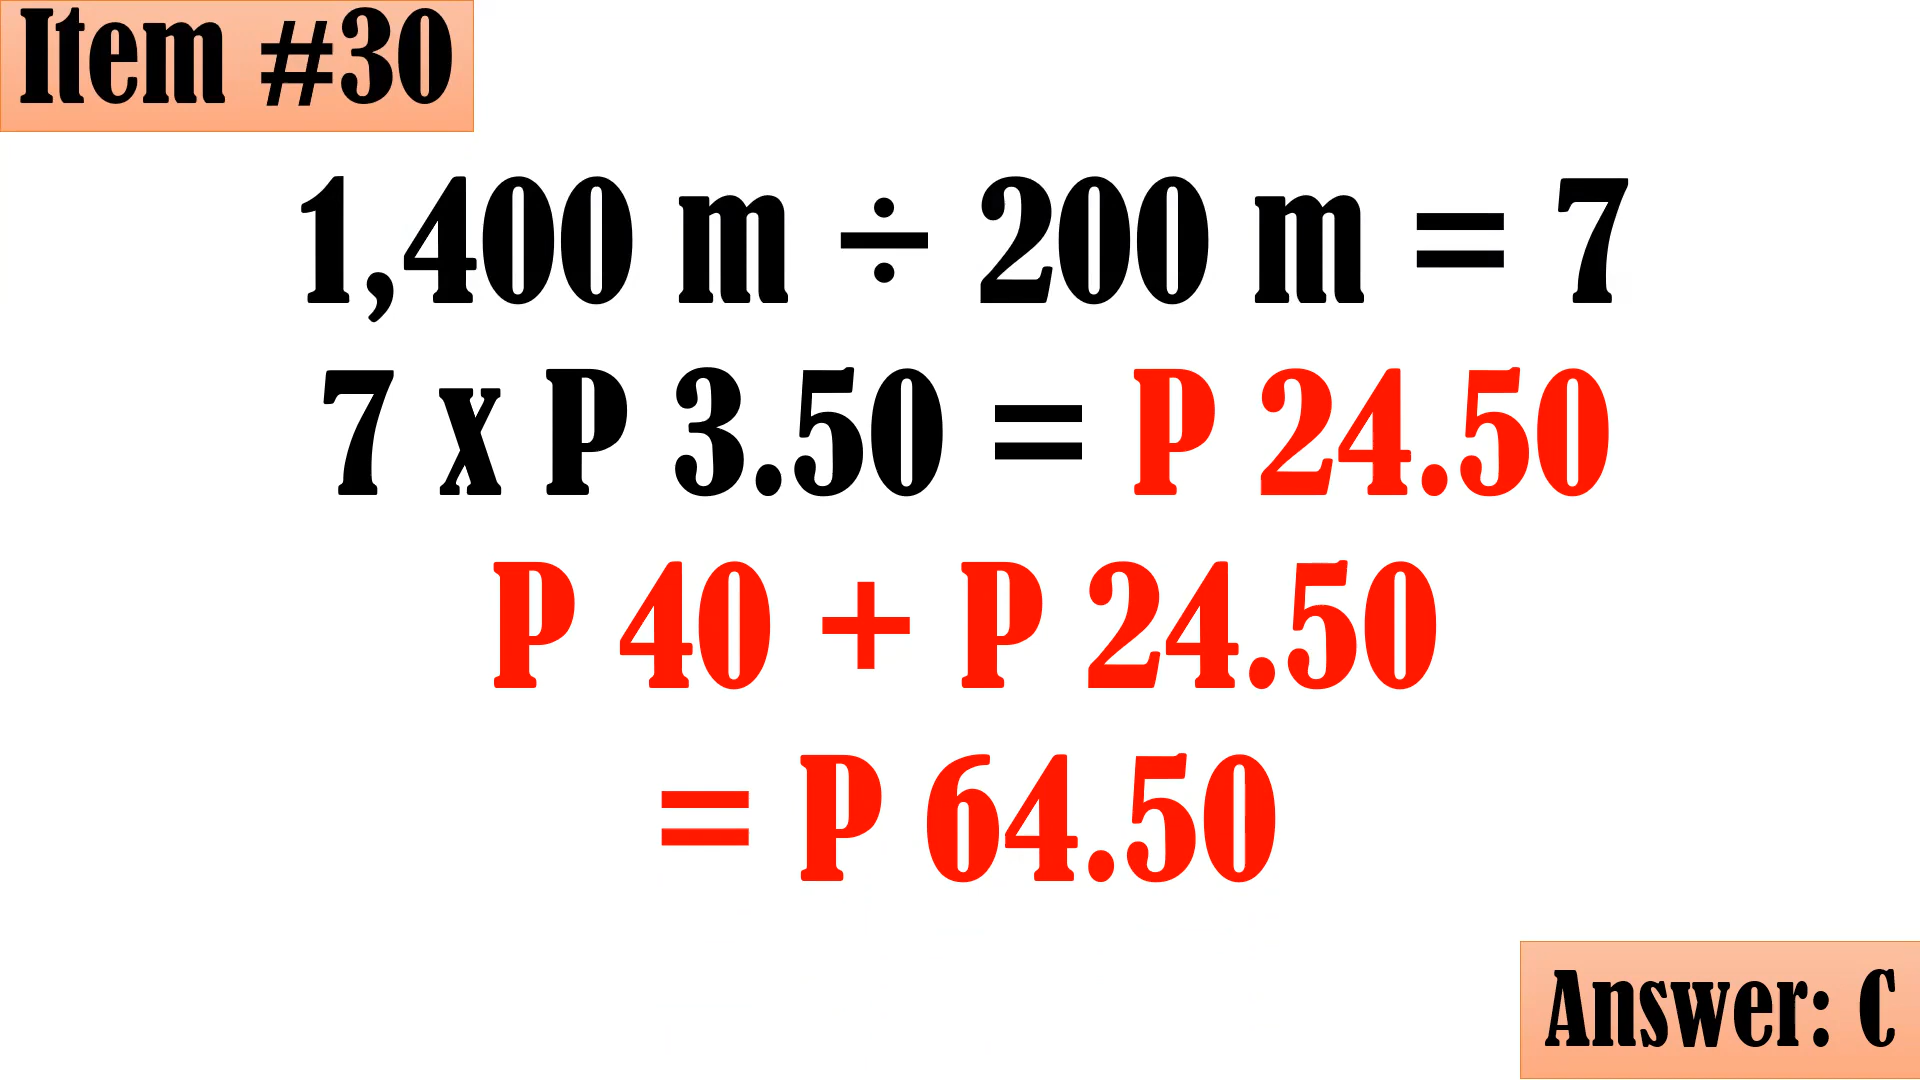 Item #30
1,400 m ÷ 200 m = 7
7 x P 3.50 = P 24.50
P 40 + P 24.50
= P 64.50
Answer: C